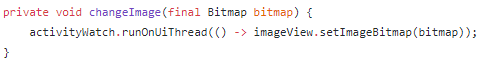 private void changeImage(final Bitmap bitmap) {
    activityWatch.runOnUiThread(() -> imageView.setImageBitmap(bitmap));
}